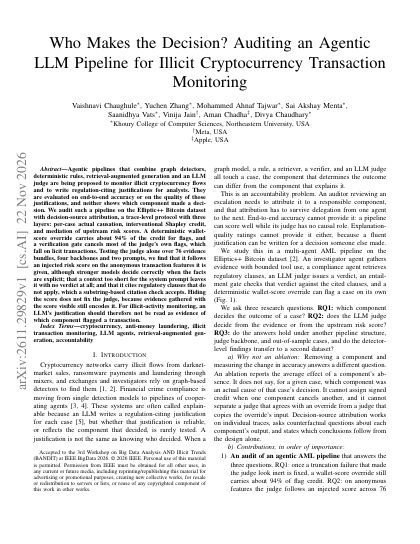 Who Makes the Decision? Auditing an Agentic
LLM Pipeline for Illicit Cryptocurrency Transaction
Monitoring
Vaishnavi Changhule*, Yuchen Zhang*, Mohammed Ahnaf Tajwar*, Sai Akshay Menta*,
Saanidhya Vats*, Vinija Jain†, Aman Chadha‡, Divya Chaudhary*
*Khoury College of Computer Sciences, Northeastern University, USA
†Meta, USA
‡Apple, USA
arXiv:2611.29829v1 [cs.AI] 22 Nov 2026
Abstract—Agentic pipelines that combine graph detectors,
deterministic rules, retrieval-augmented generation and an LLM
judge are being proposed to monitor illicit cryptocurrency flows
and to write regulation-citing justifications for analysts. They
are evaluated on end-to-end accuracy or on the quality of these
justifications, and neither shows which component made a
decision. We audit such a pipeline on the Elliptic++ Bitcoin dataset
with decision-source attribution, a trace-level protocol with three
layers: per-case actual causation, interventional Shapley credit,
and mediation of upstream risk scores. A deterministic
wallet-score override carries about 94% of the credit for flags,
and a verification gate cancels most of the judge's own flags, which
fall on licit transactions. Testing the judge alone over 76 evidence
bundles, four backbones and two prompts, we find that it follows
an injected risk score on the anonymous transaction features it is
given, although stronger models decide correctly when the facts
are explicit; that a context too short for the system prompt leaves
it with no verdict at all; and that it cites regulatory clauses that do
not apply, which a substring-based citation check accepts. Hiding
the score does not fix the judge, because evidence gathered with
the score visible still encodes it. For illicit-activity monitoring, an
LLM's justification should therefore not be read as evidence of
which component flagged a transaction.
Index Terms—cryptocurrency, anti-money laundering, illicit
transaction monitoring, LLM agents, retrieval-augmented
generation, accountability
I. INTRODUCTION
Cryptocurrency networks carry illicit flows from darknet-
market sales, ransomware payments and laundering through
mixers, and exchanges and investigators rely on graph-based
detectors to find them [1, 2]. Financial crime compliance is
moving from single detection models to pipelines of cooper-
ating agents [3, 4]. These systems are often called explain-
able because an LLM writes a regulation-citing justification
for each case [5], but whether that justification is reliable,
or reflects the component that decided, is rarely tested. A
justification is not the same as knowing who decided. When a
Accepted to the 3rd Workshop on Big Data Analytics AND Illicit Trends
(BANDIT) at IEEE BigData 2026. © 2026 IEEE. Personal use of this material
is permitted. Permission from IEEE must be obtained for all other uses, in
any current or future media, including reprinting/republishing this material for
advertising or promotional purposes, creating new collective works, for resale
or redistribution to servers or lists, or reuse of any copyrighted component of
this work in other works.
graph model, a rule, a retriever, a verifier, and an LLM judge
all touch a case, the component that determines the outcome
can differ from the component that explains it.
This is an accountability problem. An auditor reviewing an
escalation needs to attribute it to a responsible component,
and that attribution has to survive delegation from one agent
to the next. End-to-end accuracy cannot provide it: a pipeline
can score well while its judge has no causal role. Explanation-
quality ratings cannot provide it either, because a fluent
justification can be written for a decision someone else made.
We study this in a multi-agent AML pipeline on the
Elliptic++ Bitcoin dataset [2]. An investigator agent gathers
evidence with bounded tool use, a compliance agent retrieves
regulatory clauses, an LLM judge issues a verdict, an entail-
ment gate checks that verdict against the cited clauses, and a
deterministic wallet-score override can flag a case on its own
(Fig. 1).
We ask three research questions. RQ1: which component
decides the outcome of a case? RQ2: does the LLM judge
decide from the evidence or from the upstream risk score?
RQ3: do the answers hold under another pipeline structure,
judge backbone, and out-of-sample cases, and do the detector-
level findings transfer to a second dataset?
a) Why not an ablation: Removing a component and
measuring the change in accuracy answers a different question.
An ablation reports the average effect of a component's ab-
sence. It does not say, for a given case, which component was
an actual cause of that case's decision. It cannot assign signed
credit when one component cancels another, and it cannot
separate a judge that agrees with an override from a judge that
copies the override's input. Decision-source attribution works
on individual traces, asks counterfactual questions about each
component's output, and states which conclusions follow from
the design alone.
b) Contributions, in order of importance:
1) An audit of an agentic AML pipeline that answers the
three questions. RQ1: once a truncation failure that made
the judge look inert is fixed, a wallet-score override still
carries about 94% of flag credit. RQ2: on anonymous
features the judge follows an injected score across 76